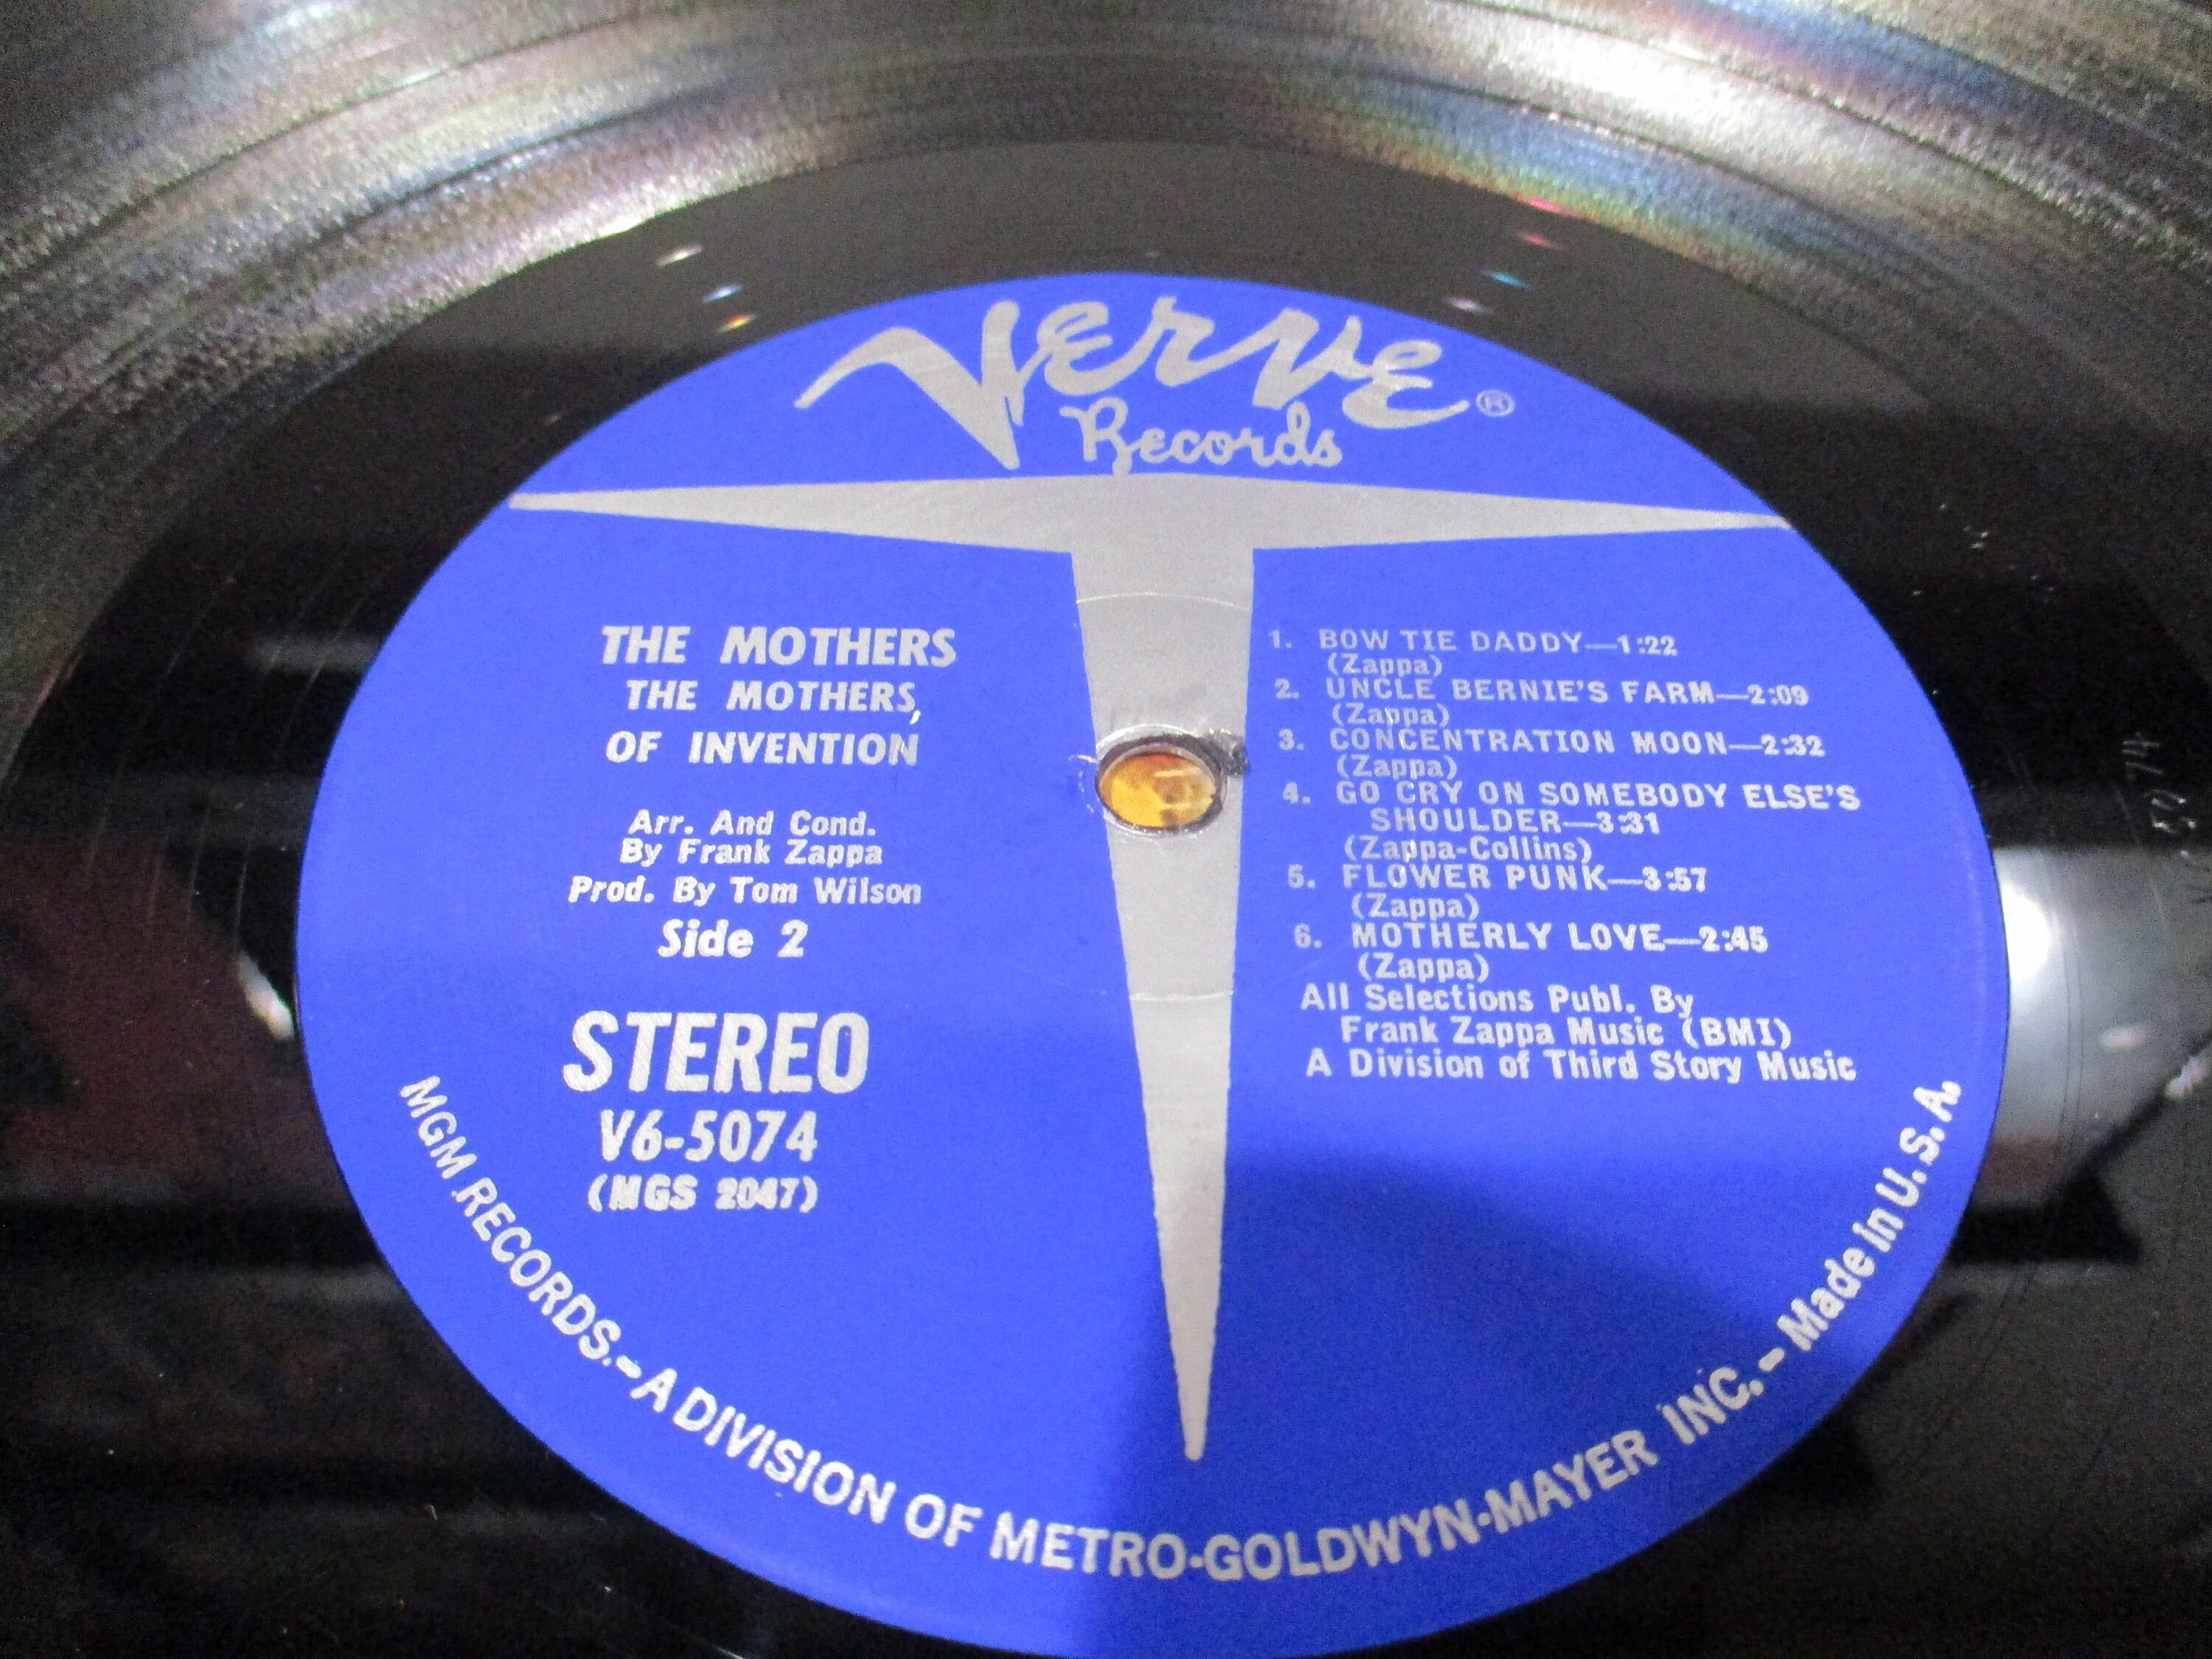 Verve®
Records
THE MOTHERS
THE MOTHERS,
OF INVENTION
Arr. And Cond.
By Frank Zappa
Prod. By Tom Wilson
Side 2
STEREO
V6-5074
(MGS 2047)
1. BOW TIE DADDY—1:22
(Zappa)
2. UNCLE BERNIE'S FARM—2:09
(Zappa)
3. CONCENTRATION MOON—2:32
(Zappa)
4. GO CRY ON SOMEBODY ELSE'S
SHOULDER—3:31
(Zappa-Collins)
5. FLOWER PUNK—3:57
(Zappa)
6. MOTHERLY LOVE—2:45
(Zappa)
All Selections Publ. By
Frank Zappa Music (BMI)
A Division of Third Story Music
MGM RECORDS.-A DIVISION OF METRO-GOLDWYN-MAYER INC.- Made in U.S.A.